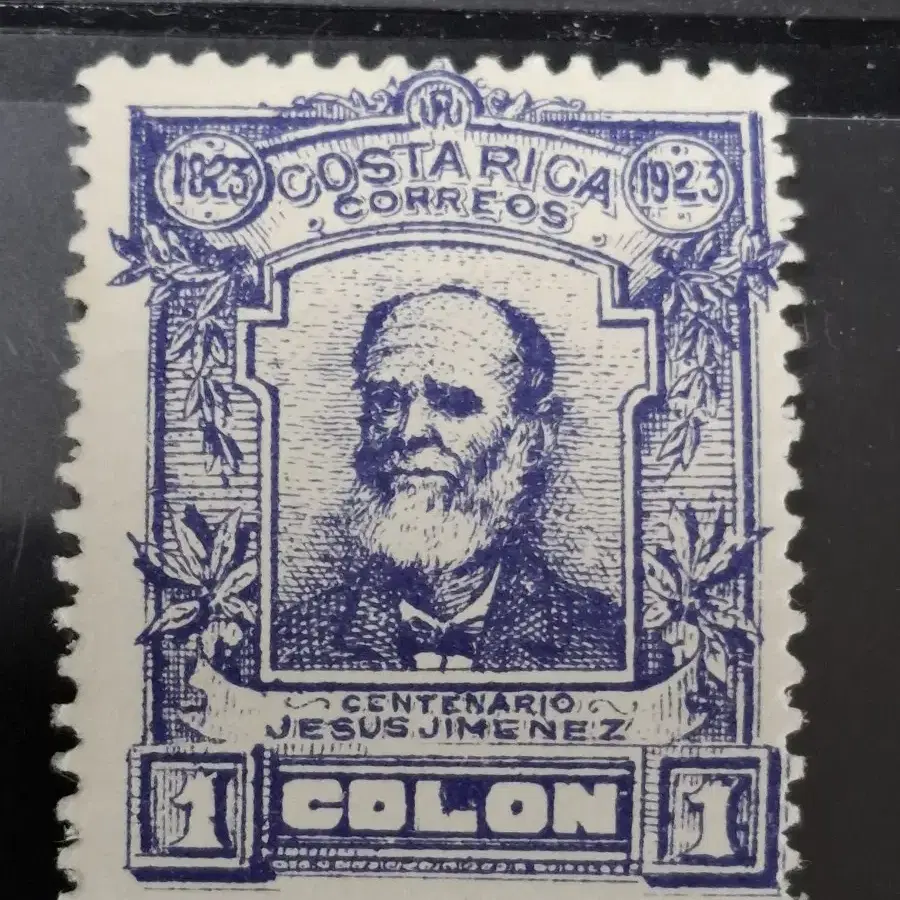 1823 COSTA RICA 1923
CORREOS
CENTENARIO
JESUS JIMENEZ
1 COLON 1